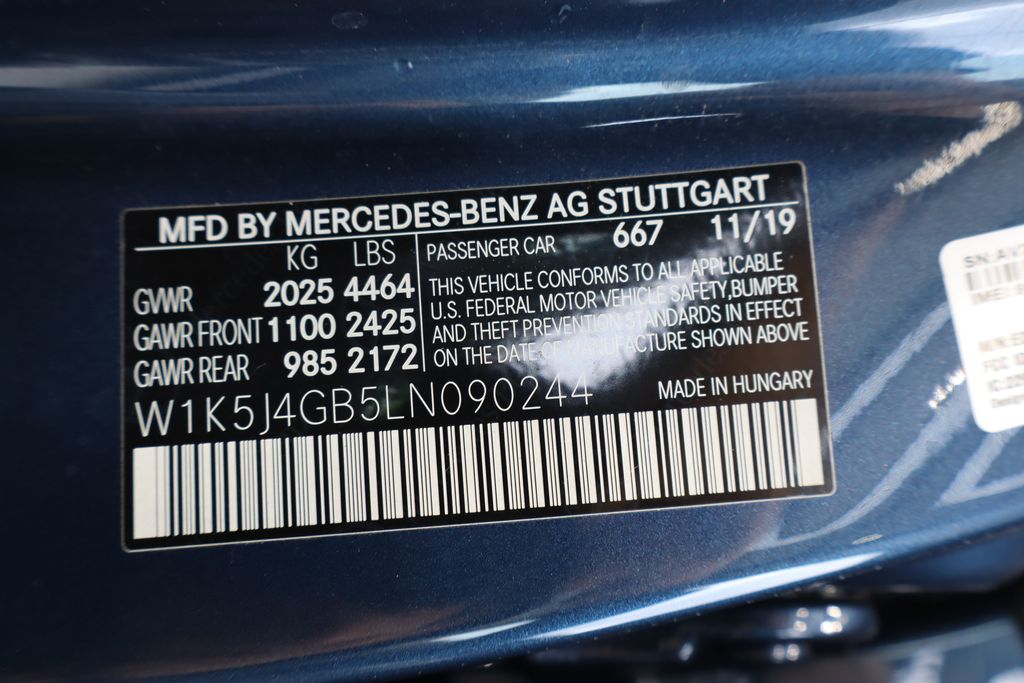 MFD BY MERCEDES-BENZ AG STUTTGART
KG LBS
GVWR 2025 4464
GAWR FRONT 1100 2425
GAWR REAR 985 2172
PASSENGER CAR 667 11/19
THIS VEHICLE CONFORMS TO ALL APPLICABLE
U.S. FEDERAL MOTOR VEHICLE SAFETY,BUMPER
AND THEFT PREVENTION STANDARDS IN EFFECT
ON THE DATE OF MANUFACTURE SHOWN ABOVE
W1K5J4GB5LN090244
MADE IN HUNGARY